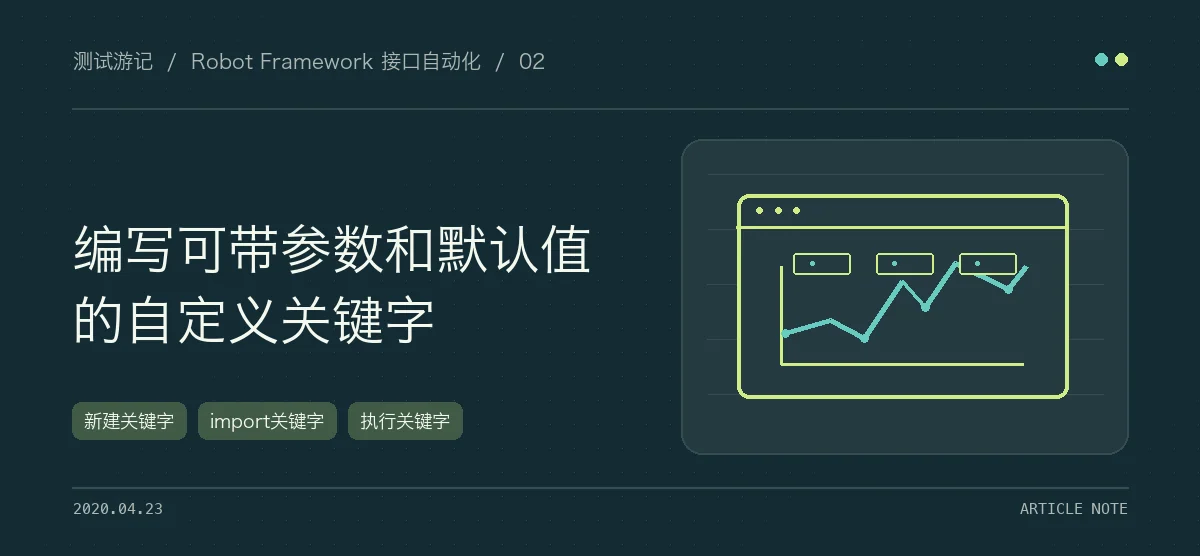 测试游记 / Robot Framework 接口自动化 / 02
编写可带参数和默认值
的自定义关键字
新建关键字 import关键字 执行关键字
2020.04.23
ARTICLE NOTE